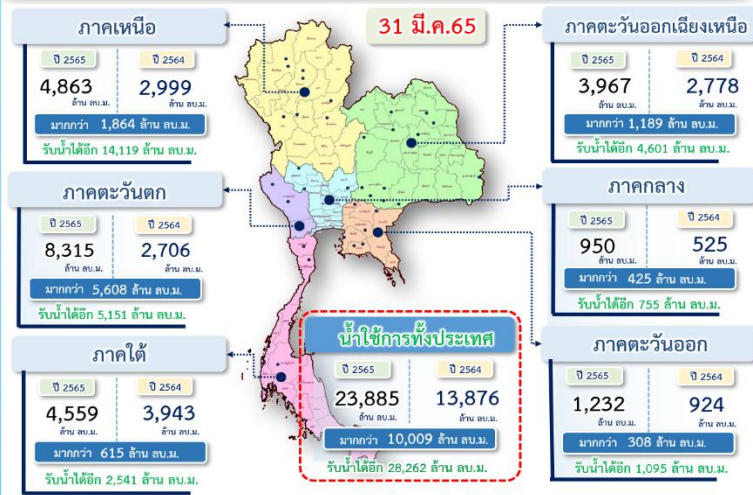 31 มี.ค.65
ภาคเหนือ
ปี 2565 ปี 2564
4,863 2,999
ล้าน ลบ.ม. ล้าน ลบ.ม.
มากกว่า 1,864 ล้าน ลบ.ม.
รับน้ำได้อีก 14,119 ล้าน ลบ.ม.
ภาคตะวันออกเฉียงเหนือ
ปี 2565 ปี 2564
3,967 2,778
ล้าน ลบ.ม. ล้าน ลบ.ม.
มากกว่า 1,189 ล้าน ลบ.ม.
รับน้ำได้อีก 4,601 ล้าน ลบ.ม.
ภาคตะวันตก
ปี 2565 ปี 2564
8,315 2,706
ล้าน ลบ.ม. ล้าน ลบ.ม.
มากกว่า 5,608 ล้าน ลบ.ม.
รับน้ำได้อีก 5,151 ล้าน ลบ.ม.
ภาคกลาง
ปี 2565 ปี 2564
950 525
ล้าน ลบ.ม. ล้าน ลบ.ม.
มากกว่า 425 ล้าน ลบ.ม.
รับน้ำได้อีก 755 ล้าน ลบ.ม.
ภาคใต้
ปี 2565 ปี 2564
4,559 3,943
ล้าน ลบ.ม. ล้าน ลบ.ม.
มากกว่า 615 ล้าน ลบ.ม.
รับน้ำได้อีก 2,541 ล้าน ลบ.ม.
น้ำใช้การทั้งประเทศ
ปี 2565 ปี 2564
23,885 13,876
ล้าน ลบ.ม. ล้าน ลบ.ม.
มากกว่า 10,009 ล้าน ลบ.ม.
รับน้ำได้อีก 28,262 ล้าน ลบ.ม.
ภาคตะวันออก
ปี 2565 ปี 2564
1,232 924
ล้าน ลบ.ม. ล้าน ลบ.ม.
มากกว่า 308 ล้าน ลบ.ม.
รับน้ำได้อีก 1,095 ล้าน ลบ.ม.